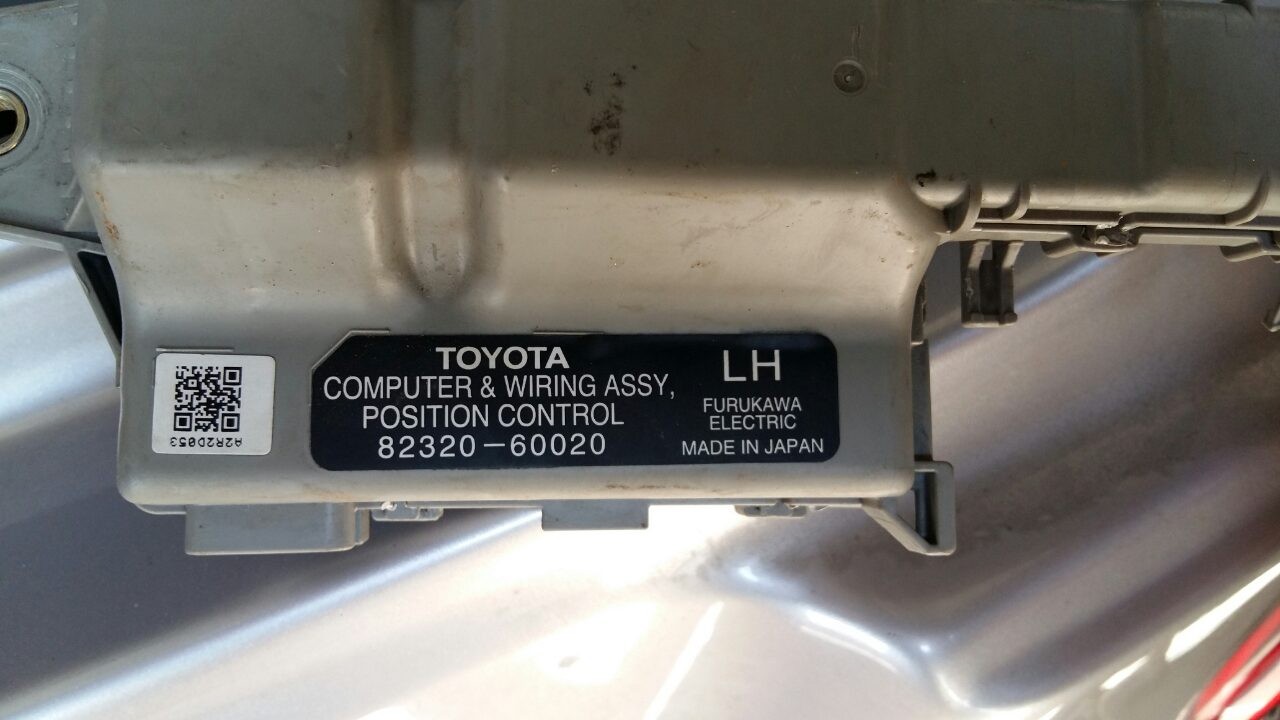 TOYOTA
COMPUTER & WIRING ASSY,
POSITION CONTROL
82320-60020
LH
FURUKAWA
ELECTRIC
MADE IN JAPAN
A2R2D053